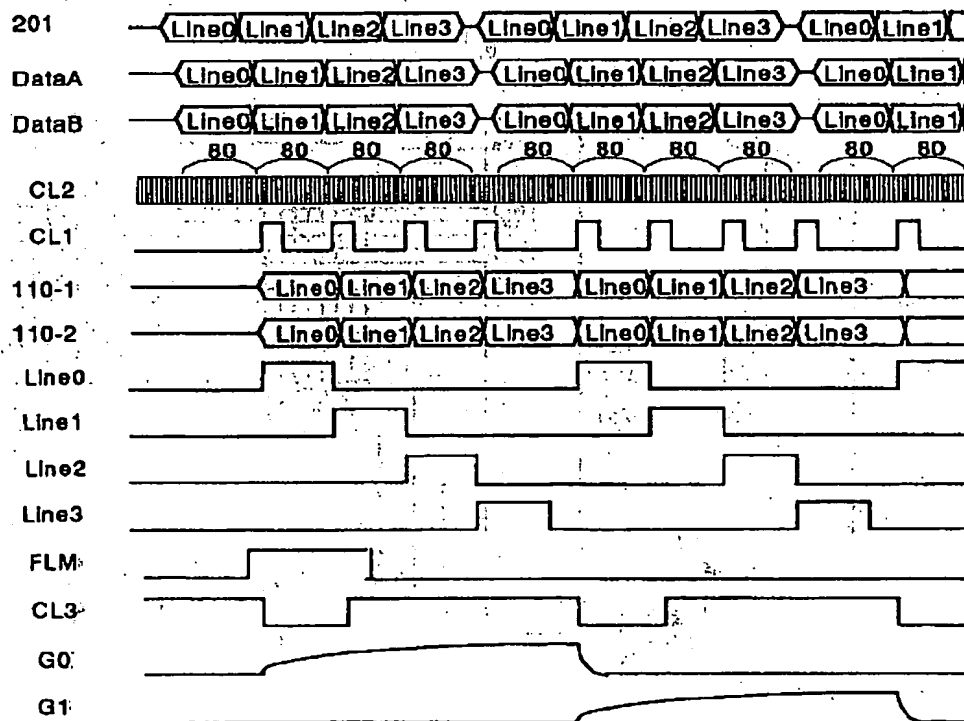 201 Line0 Line1 Line2 Line3 Line0 Line1 Line2 Line3 Line0 Line1
DataA Line0 Line1 Line2 Line3 Line0 Line1 Line2 Line3 Line0 Line1
DataB Line0 Line1 Line2 Line3 Line0 Line1 Line2 Line3 Line0 Line1
80 80 80 80 80 80 80 80 80 80
CL2
CL1
110-1 Line0 Line1 Line2 Line3 Line0 Line1 Line2 Line3
110-2 Line0 Line1 Line2 Line3 Line0 Line1 Line2 Line3
Line0
Line1
Line2
Line3
FLM
CL3
G0
G1